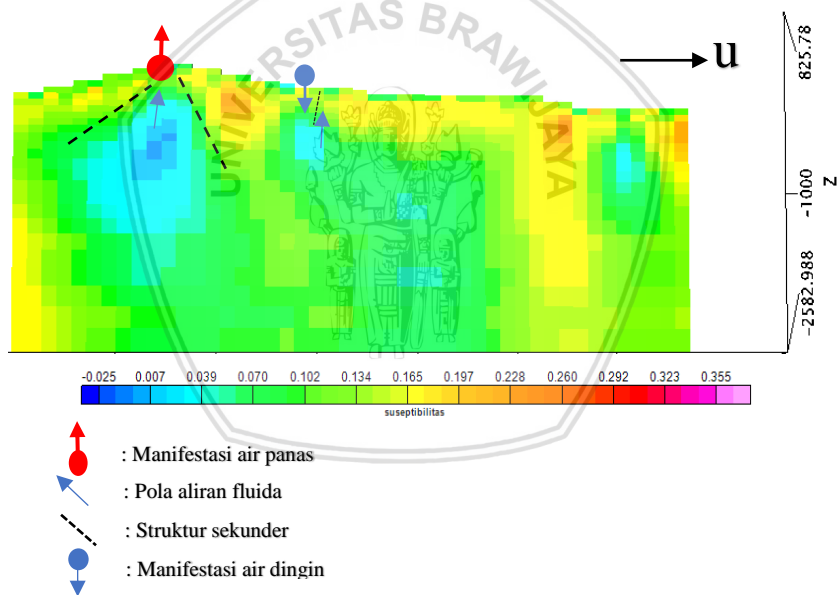 UNIVERSITAS BRAWIJAYA
u
825.78
-1000
z
-2582.988
-0.025 0.007 0.039 0.070 0.102 0.134 0.165 0.197 0.228 0.260 0.292 0.323 0.355
suseptibilitas
: Manifestasi air panas
: Pola aliran fluida
: Struktur sekunder
: Manifestasi air dingin